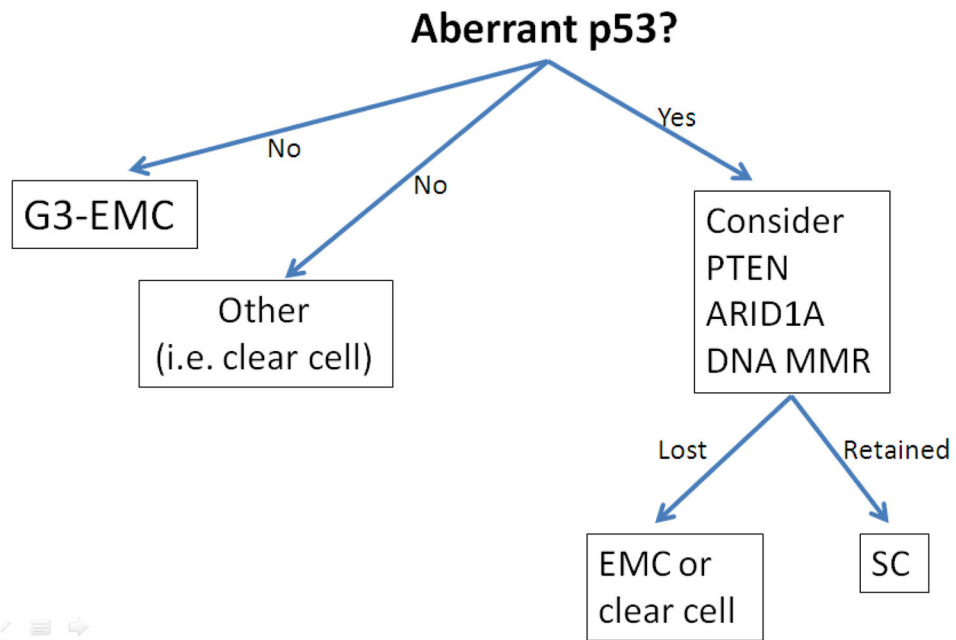 Aberrant p53?
No
No
Yes
G3-EMC
Other
(i.e. clear cell)
Consider
PTEN
ARID1A
DNA MMR
Lost
Retained
EMC or
clear cell
SC